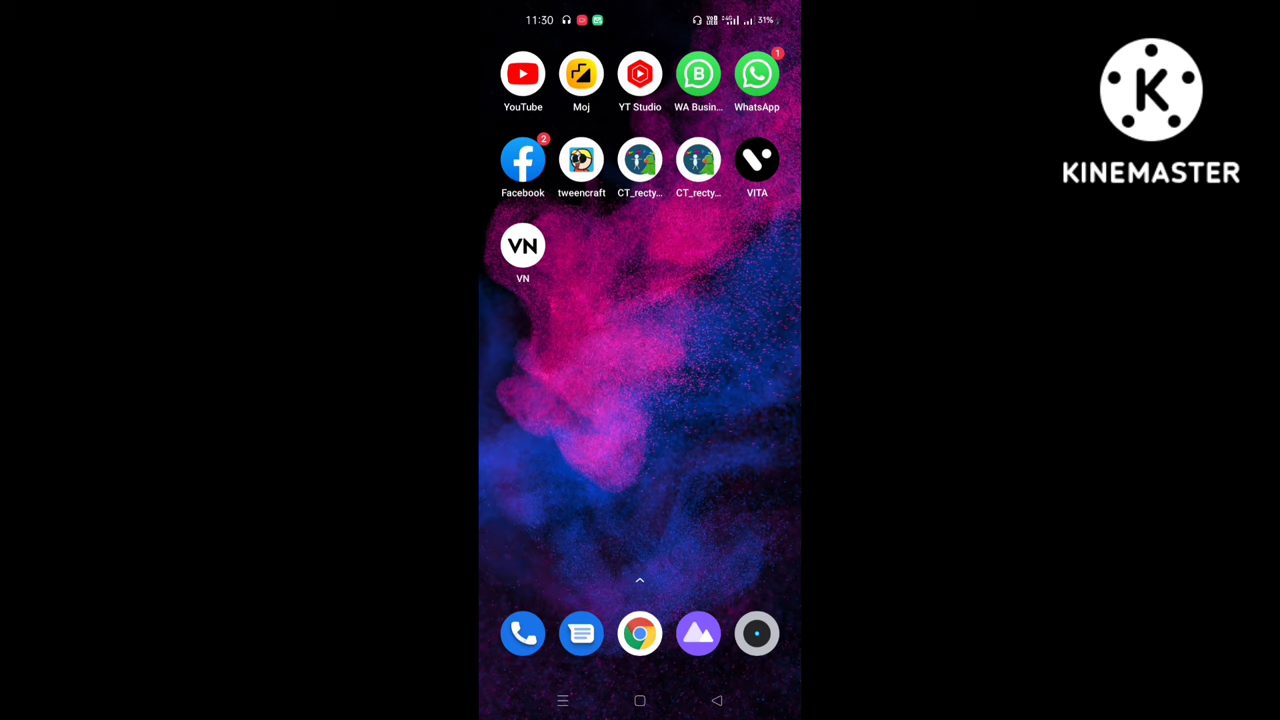 11:30 31%
YouTube Moj YT Studio WA Busin... WhatsApp
Facebook tweencraft CT_recty... CT_recty... VITA
VN
VN
B
1
2
K
KINEMASTER